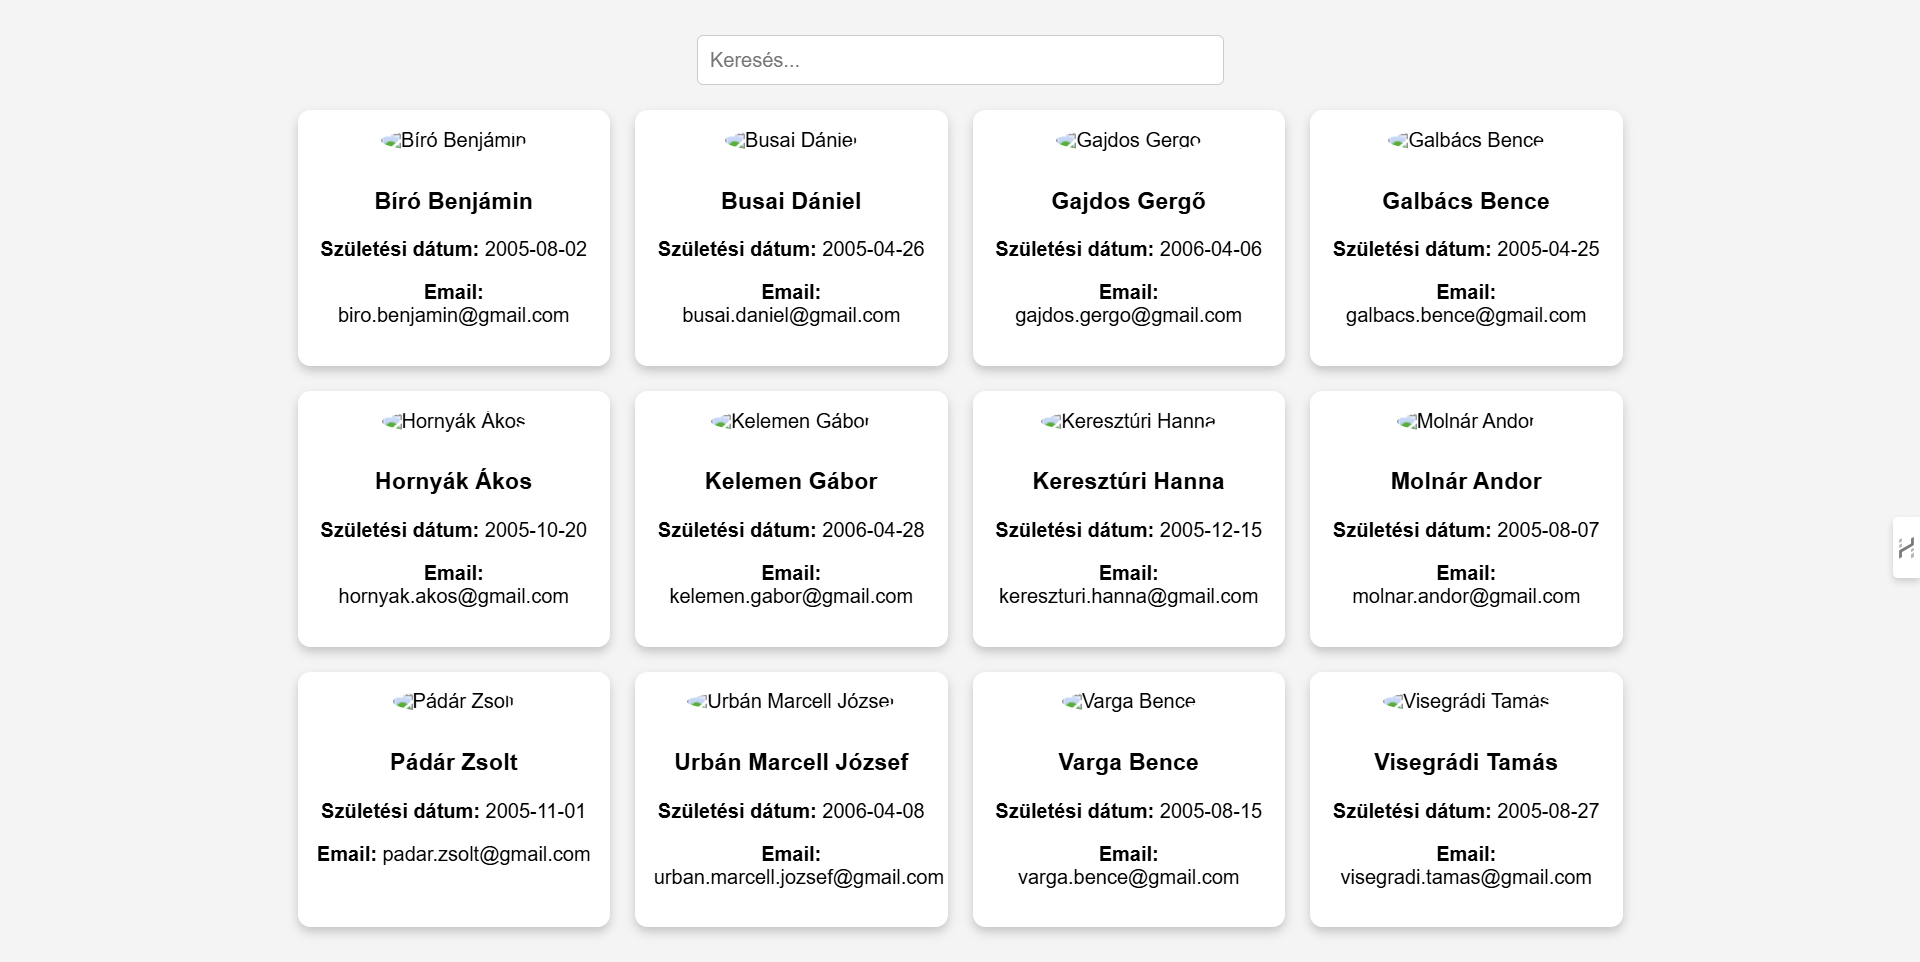 Keresés...
Bíró Benjámin
Busai Dániel
Gajdos Gergő
Galbács Bence
Bíró Benjámin
Busai Dániel
Gajdos Gergő
Galbács Bence
Születési dátum: 2005-08-02
Születési dátum: 2005-04-26
Születési dátum: 2006-04-06
Születési dátum: 2005-04-25
Email:
biro.benjamin@gmail.com
Email:
busai.daniel@gmail.com
Email:
gajdos.gergo@gmail.com
Email:
galbacs.bence@gmail.com
Hornyák Ákos
Kelemen Gábor
Keresztúri Hanna
Molnár Andor
Hornyák Ákos
Kelemen Gábor
Keresztúri Hanna
Molnár Andor
Születési dátum: 2005-10-20
Születési dátum: 2006-04-28
Születési dátum: 2005-12-15
Születési dátum: 2005-08-07
Email:
hornyak.akos@gmail.com
Email:
kelemen.gabor@gmail.com
Email:
kereszturi.hanna@gmail.com
Email:
molnar.andor@gmail.com
Pádár Zsolt
Urbán Marcell József
Varga Bence
Visegrádi Tamás
Pádár Zsolt
Urbán Marcell József
Varga Bence
Visegrádi Tamás
Születési dátum: 2005-11-01
Születési dátum: 2006-04-08
Születési dátum: 2005-08-15
Születési dátum: 2005-08-27
Email: padar.zsolt@gmail.com
Email:
urban.marcell.jozsef@gmail.com
Email:
varga.bence@gmail.com
Email:
visegradi.tamas@gmail.com